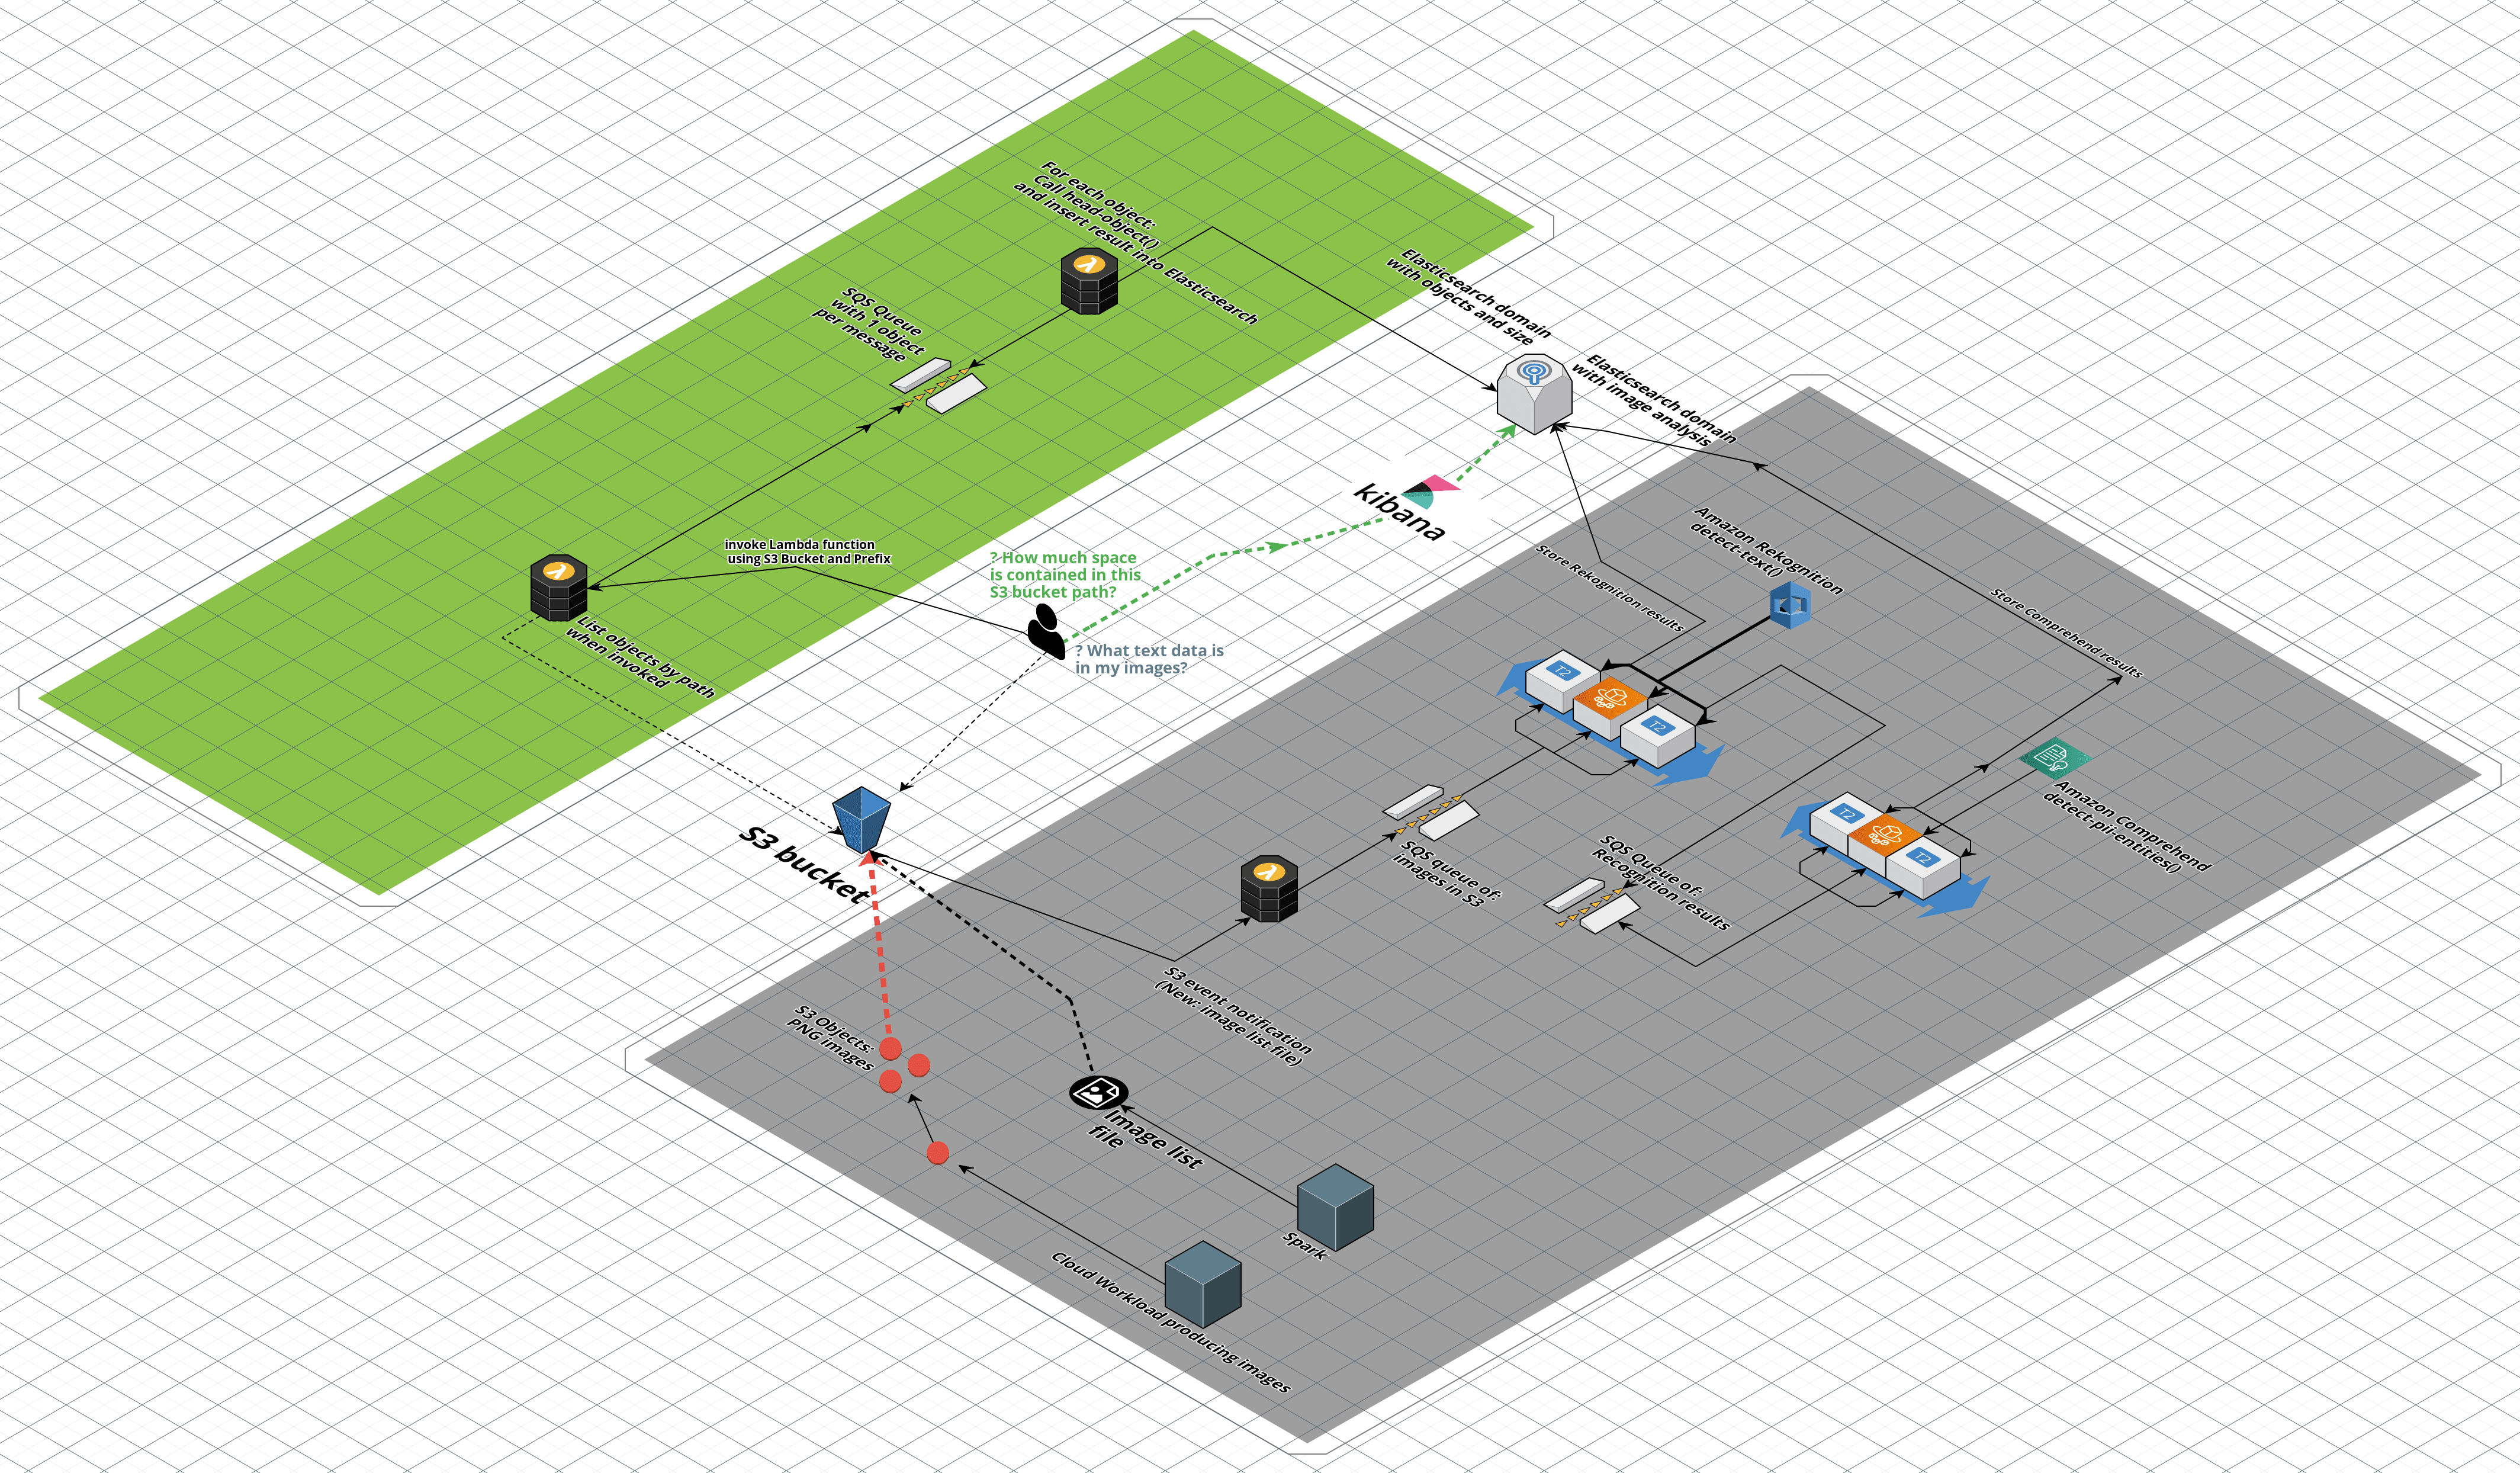 For each object:
Call head-object()
and insert result into Elasticsearch
SQS Queue
with 1 object
per message
Elasticsearch domain
with objects and size
Elasticsearch domain
with image analysis
kibana
invoke Lambda function
using S3 Bucket and Prefix
? How much space
is contained in this
S3 bucket path?
? What text data is
in my images?
List objects by path
when invoked
S3 bucket
Amazon Rekognition
detect-text()
Store Rekognition results
Store Comprehend results
T2
T2
T2
T2
Amazon Comprehend
detect-pii-entities()
SQS queue of:
images in S3
SQS Queue of:
Recognition results
S3 event notification
(New: image list file)
S3 Objects:
PNG images
Image list
file
Spark
Cloud Workload producing images